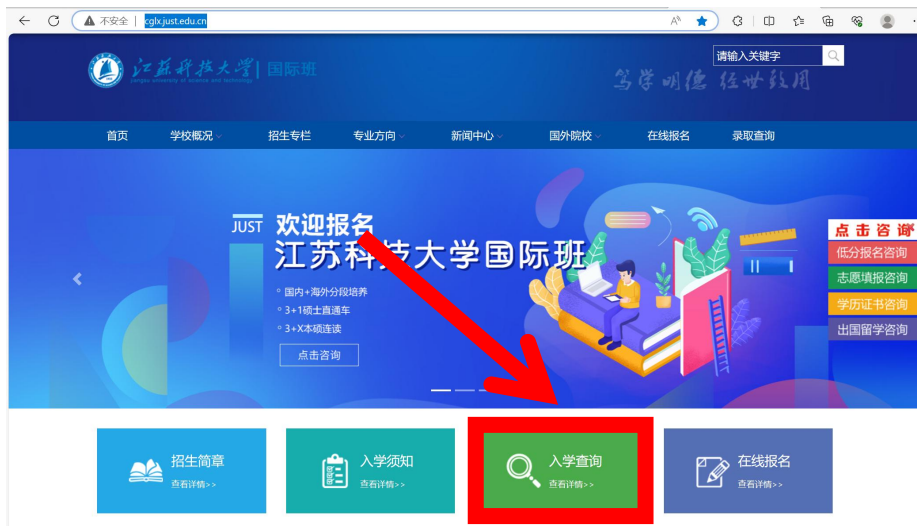 不安全 | cglx.just.edu.cn
江苏科技大学 | 国际班
jiangsu university of science and technology
请输入关键字
笃学明德 经世致用
首页 学校概况 招生专栏 专业方向 新闻中心 国外院校 在线报名 录取查询
JUST 欢迎报名
江苏科技大学国际班
国内+海外分段培养
3+1硕士直通车
3+X本硕连读
点击咨询
点击咨询
低分报名咨询
志愿填报咨询
学历证书咨询
出国留学咨询
招生简章
查看详情>>
入学须知
查看详情>>
入学查询
查看详情>>
在线报名
查看详情>>